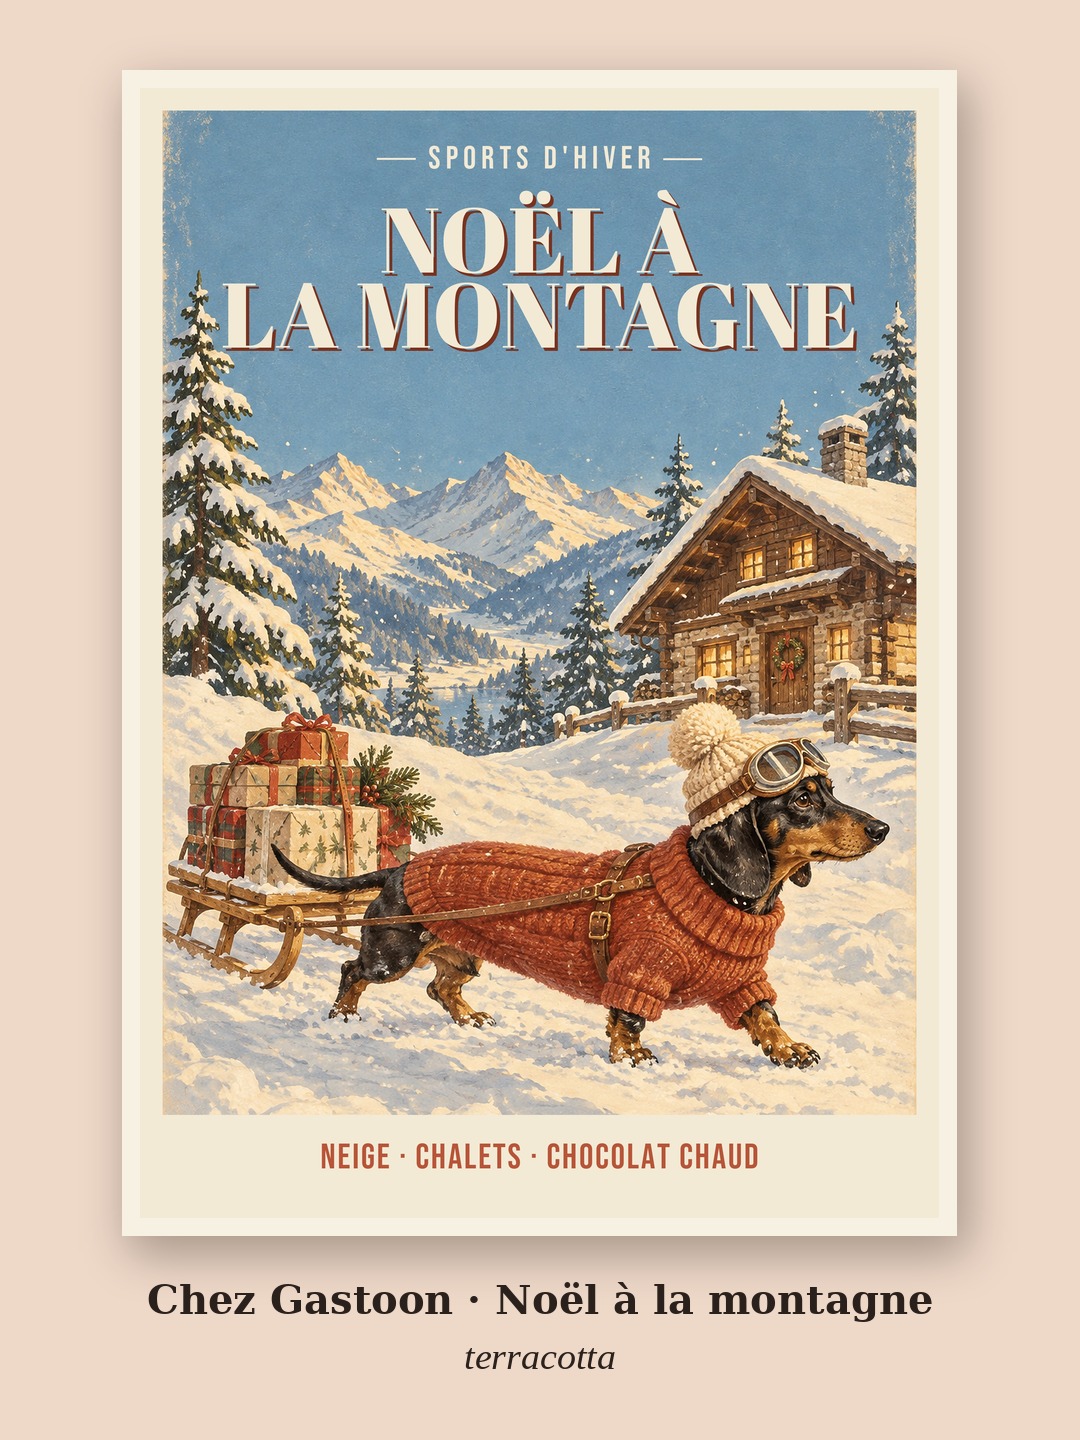 SPORTS D'HIVER
NOËL À
LA MONTAGNE
NEIGE · CHALETS · CHOCOLAT CHAUD
Chez Gastoon · Noël à la montagne
terracotta